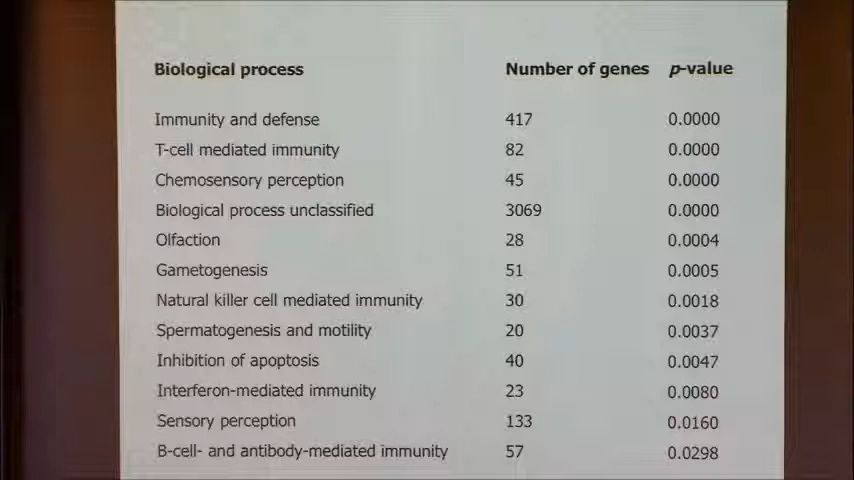 Biological process Number of genes p-value
Immunity and defense 417 0.0000
T-cell mediated immunity 82 0.0000
Chemosensory perception 45 0.0000
Biological process unclassified 3069 0.0000
Olfaction 28 0.0004
Gametogenesis 51 0.0005
Natural killer cell mediated immunity 30 0.0018
Spermatogenesis and motility 20 0.0037
Inhibition of apoptosis 40 0.0047
Interferon-mediated immunity 23 0.0080
Sensory perception 133 0.0160
B-cell- and antibody-mediated immunity 57 0.0298